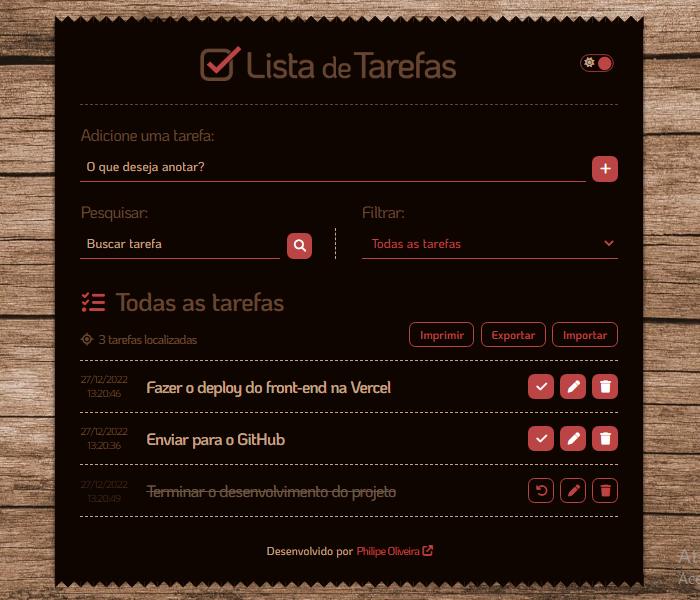 Lista de Tarefas
Adicione uma tarefa:
O que deseja anotar?
Pesquisar:
Filtrar:
Buscar tarefa
Todas as tarefas
Todas as tarefas
3 tarefas localizadas
Imprimir
Exportar
Importar
27/12/2022
13:20:46
Fazer o deploy do front-end na Vercel
27/12/2022
13:20:36
Enviar para o GitHub
27/12/2022
13:20:49
Terminar o desenvolvimento do projeto
Desenvolvido por Philipe Oliveira